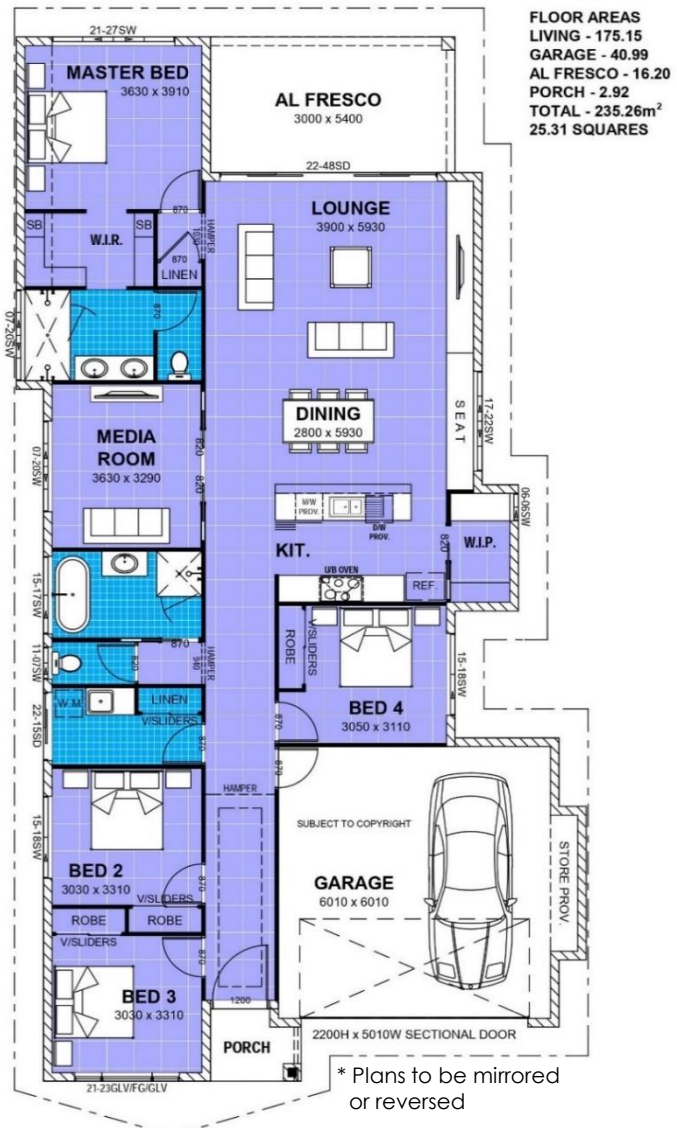 FLOOR AREAS
LIVING - 175.15
GARAGE - 40.99
AL FRESCO - 16.20
PORCH - 2.92
TOTAL - 235.26m²
25.31 SQUARES
21-27SW
MASTER BED
3630 x 3910
AL FRESCO
3000 x 5400
22-48SD
870
LOUNGE
3900 x 5930
SB
W.I.R.
SB
870
LINEN
HAMPER
1020
07-20SW
870
DINING
2800 x 5930
SEAT
17-22SW
MEDIA
ROOM
3630 x 3290
07-20SW
820
820
M/W
PROV.
D/W
PROV.
06-06SW
KIT.
820
W.I.P.
U/B OVEN
REF.
15-17SW
870
11-07SW
820
HAMPER
940
ROBE
V/SLIDERS
BED 4
3050 x 3110
15-18SW
W.M
LINEN
V/SLIDERS
22-15SD
870
870
870
HAMPER
15-18SW
BED 2
3030 x 3310
870
V/SLIDERS
ROBE
ROBE
V/SLIDERS
870
BED 3
3030 x 3310
SUBJECT TO COPYRIGHT
GARAGE
6010 x 6010
STORE PROV.
1200
2200H x 5010W SECTIONAL DOOR
PORCH
21-23GLV/FG/GLV
* Plans to be mirrored
or reversed